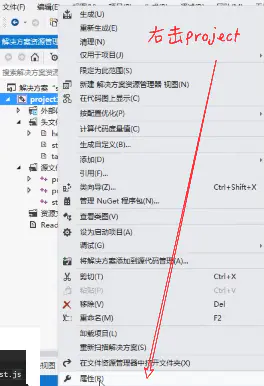 文件(F)
解决方案资源管理器
搜索解决方案资源管理
解决方案 "s
project
外部
头文
h
st
ta
源文
p
p
st
资源
Read
右击project
生成(U)
重新生成(E)
清理(N)
仅用于项目(J)
限定为此范围(S)
新建 解决方案资源管理器 视图(N)
在代码图上显示(C)
按配置优化(P)
计算代码度量值(C)
生成自定义(B)...
添加(D)
引用(F)...
类向导(Z)... Ctrl+Shift+X
管理 NuGet 程序包(N)...
查看类图(V)
设为启动项目(A)
调试(G)
将解决方案添加到源代码管理(A)...
剪切(T) Ctrl+X
粘贴(P) Ctrl+V
移除(V) Del
重命名(M) F2
卸载项目(L)
重新扫描解决方案(S)
在文件资源管理器中打开文件夹(X)
属性(R)
st.js
视图